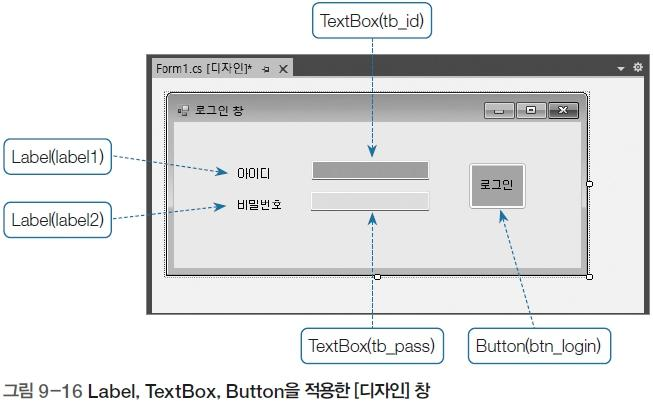 TextBox(tb_id)
Form1.cs [디자인]*
로그인 창
Label(label1)
아이디
로그인
Label(label2)
비밀번호
TextBox(tb_pass)
Button(btn_login)
그림 9-16 Label, TextBox, Button을 적용한 [디자인] 창